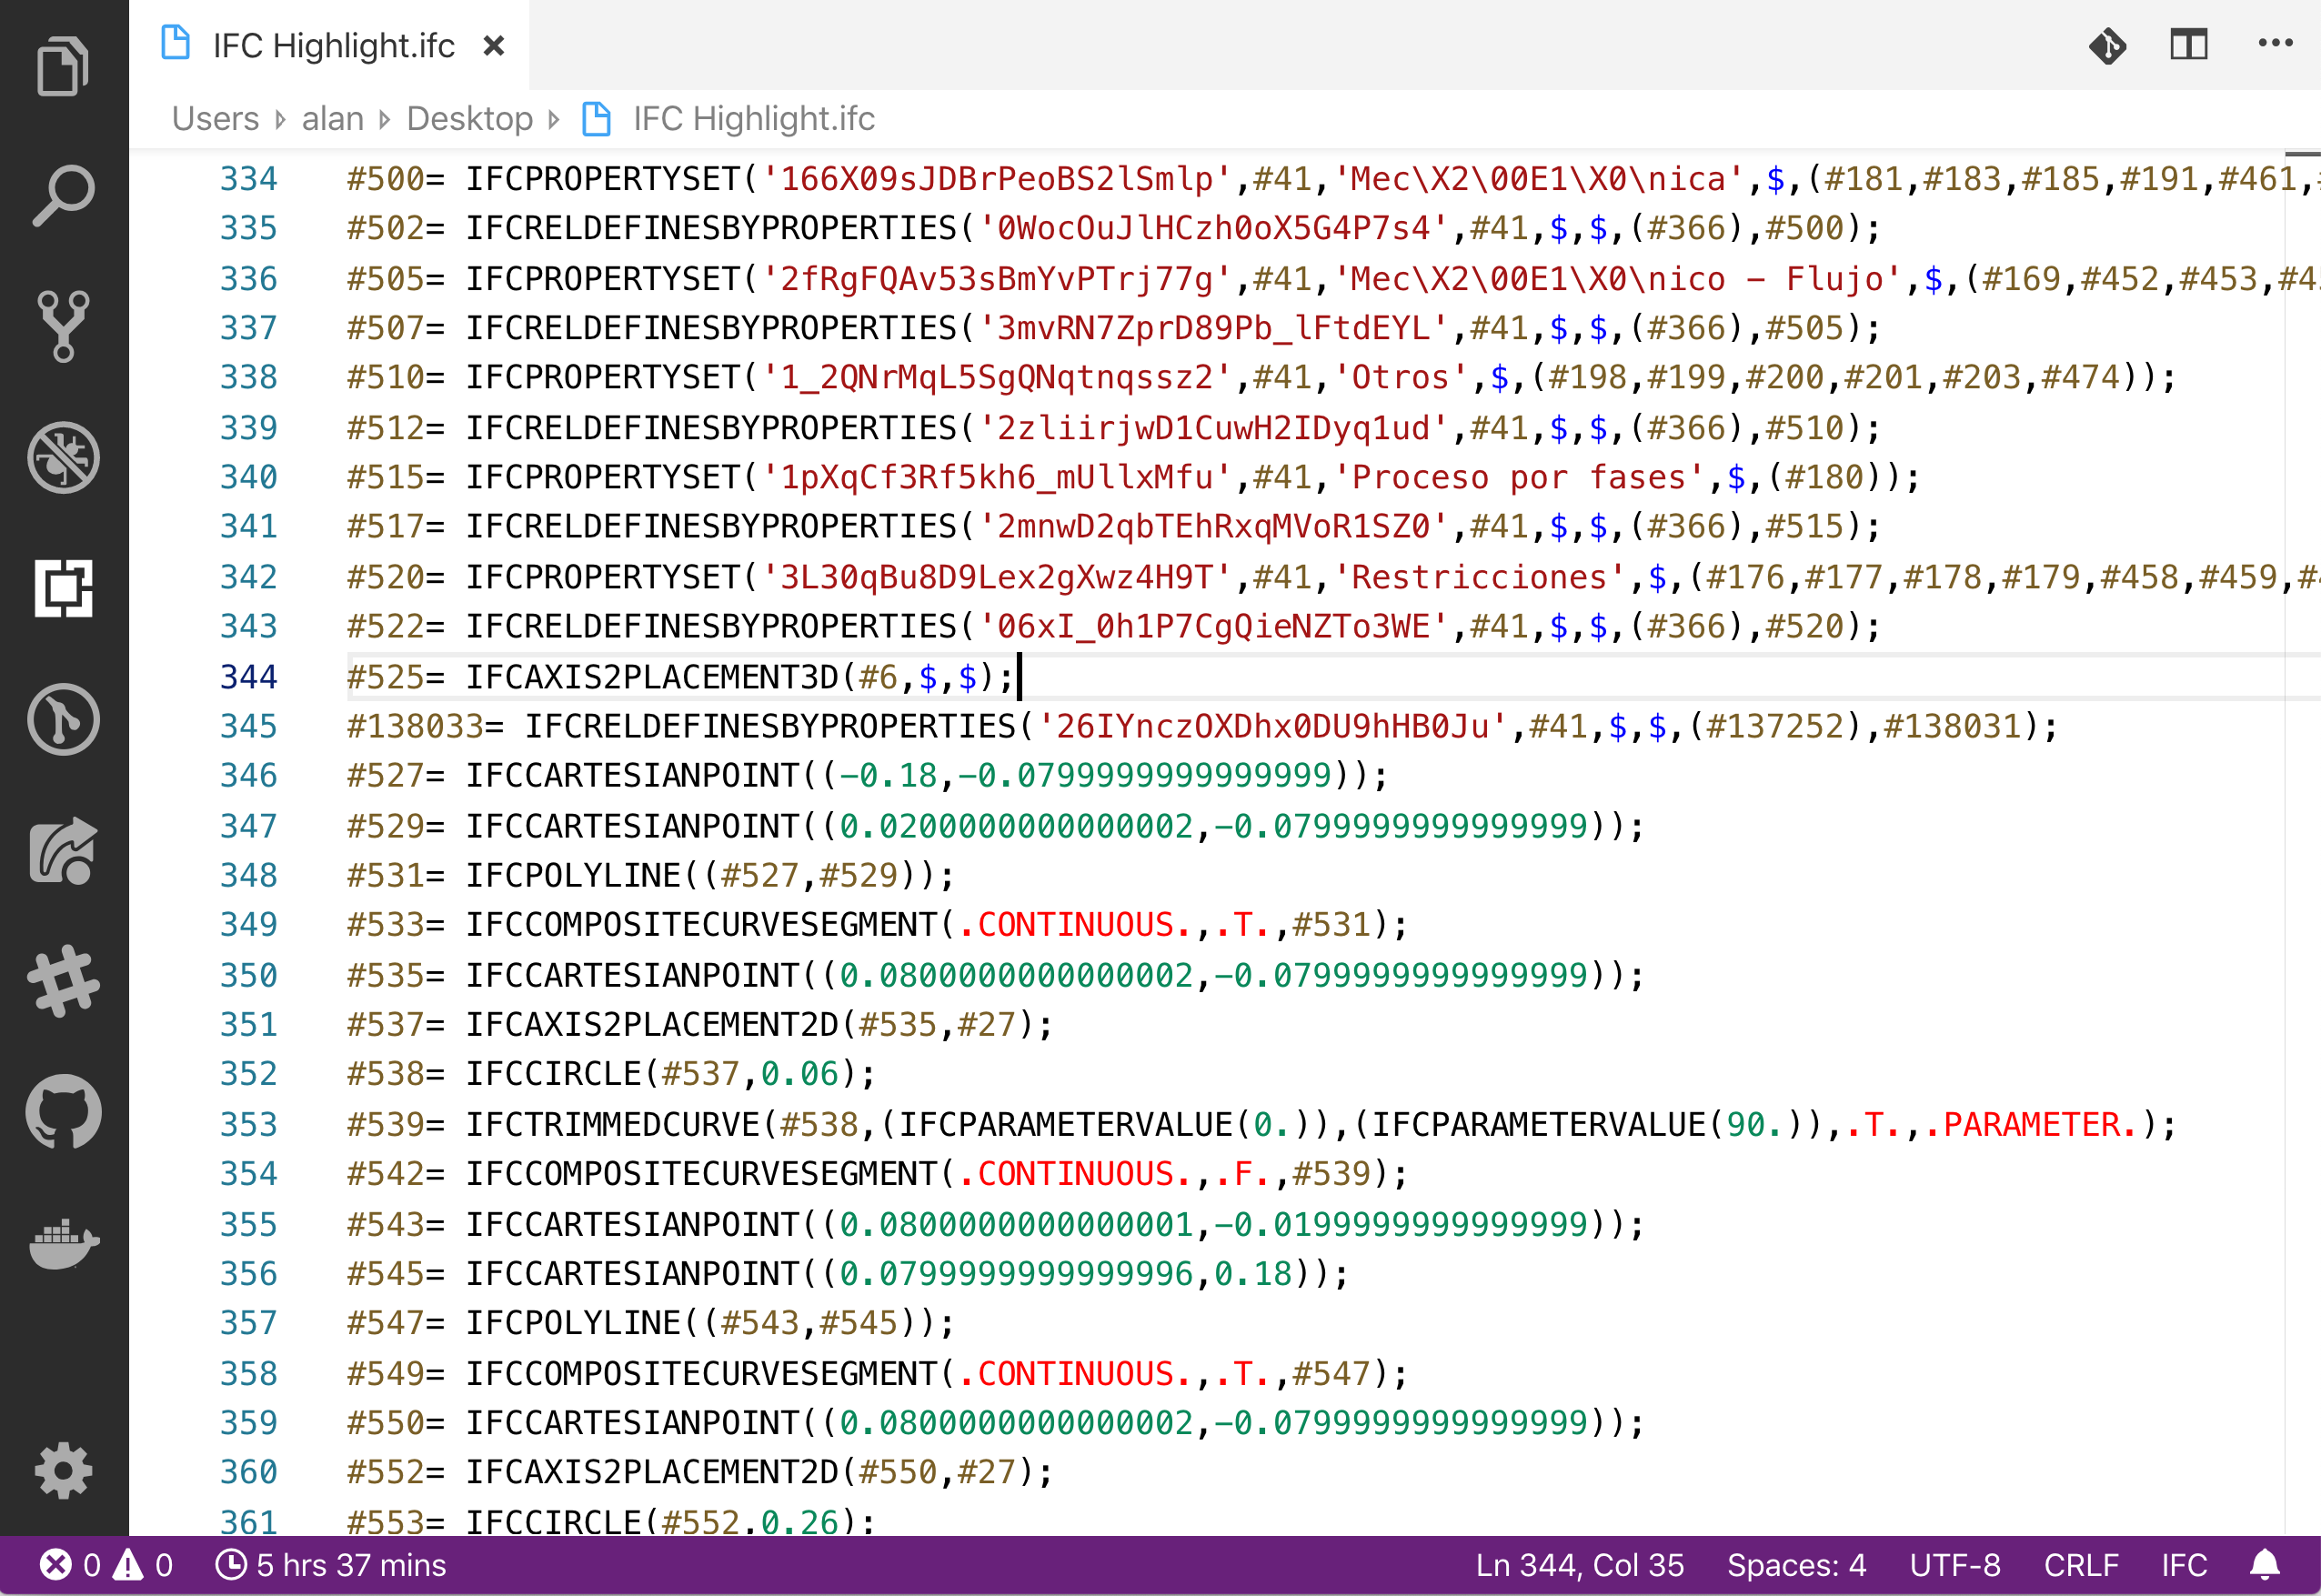 IFC Highlight.ifc
Users alan Desktop IFC Highlight.ifc
334 #500= IFCPROPERTYSET('166X09sJDBrPeoBS2lSmlp',#41,'Mec\X2\00E1\X0\nica',$,(#181,#183,#185,#191,#461,
335 #502= IFCRELDEFINESBYPROPERTIES('0WocOuJlHCzh0oX5G4P7s4',#41,$,$,(#366),#500);
336 #505= IFCPROPERTYSET('2fRgFQAv53sBmYvPTrj77g',#41,'Mec\X2\00E1\X0\nico - Flujo',$,(#169,#452,#453,#4
337 #507= IFCRELDEFINESBYPROPERTIES('3mvRN7ZprD89Pb_lFtdEYL',#41,$,$,(#366),#505);
338 #510= IFCPROPERTYSET('1_2QNrMqL5SgQNqtnqssz2',#41,'Otros',$,(#198,#199,#200,#201,#203,#474));
339 #512= IFCRELDEFINESBYPROPERTIES('2zliirjwD1CuwH2IDyq1ud',#41,$,$,(#366),#510);
340 #515= IFCPROPERTYSET('1pXqCf3Rf5kh6_mUllxMfu',#41,'Proceso por fases',$,(#180));
341 #517= IFCRELDEFINESBYPROPERTIES('2mnwD2qbTEhRxqMVoR1SZ0',#41,$,$,(#366),#515);
342 #520= IFCPROPERTYSET('3L30qBu8D9Lex2gXwz4H9T',#41,'Restricciones',$,(#176,#177,#178,#179,#458,#459,#
343 #522= IFCRELDEFINESBYPROPERTIES('06xI_0h1P7CgQieNZTo3WE',#41,$,$,(#366),#520);
344 #525= IFCAXIS2PLACEMENT3D(#6,$,$);
345 #138033= IFCRELDEFINESBYPROPERTIES('26IYnczOXDhx0DU9hHB0Ju',#41,$,$,(#137252),#138031);
346 #527= IFCCARTESIANPOINT((-0.18,-0.0799999999999999));
347 #529= IFCCARTESIANPOINT((0.0200000000000002,-0.0799999999999999));
348 #531= IFCPOLYLINE((#527,#529));
349 #533= IFCCOMPOSITECURVESEGMENT(.CONTINUOUS.,.T.,#531);
350 #535= IFCCARTESIANPOINT((0.0800000000000002,-0.0799999999999999));
351 #537= IFCAXIS2PLACEMENT2D(#535,#27);
352 #538= IFCCIRCLE(#537,0.06);
353 #539= IFCTRIMMEDCURVE(#538,(IFCPARAMETERVALUE(0.)),(IFCPARAMETERVALUE(90.)),.T.,.PARAMETER.);
354 #542= IFCCOMPOSITECURVESEGMENT(.CONTINUOUS.,.F.,#539);
355 #543= IFCCARTESIANPOINT((0.0800000000000001,-0.0199999999999999));
356 #545= IFCCARTESIANPOINT((0.0799999999999996,0.18));
357 #547= IFCPOLYLINE((#543,#545));
358 #549= IFCCOMPOSITECURVESEGMENT(.CONTINUOUS.,.T.,#547);
359 #550= IFCCARTESIANPOINT((0.0800000000000002,-0.0799999999999999));
360 #552= IFCAXIS2PLACEMENT2D(#550,#27);
361 #553= IFCCIRCLE(#552,0.26);
0 0 5 hrs 37 mins Ln 344, Col 35 Spaces: 4 UTF-8 CRLF IFC